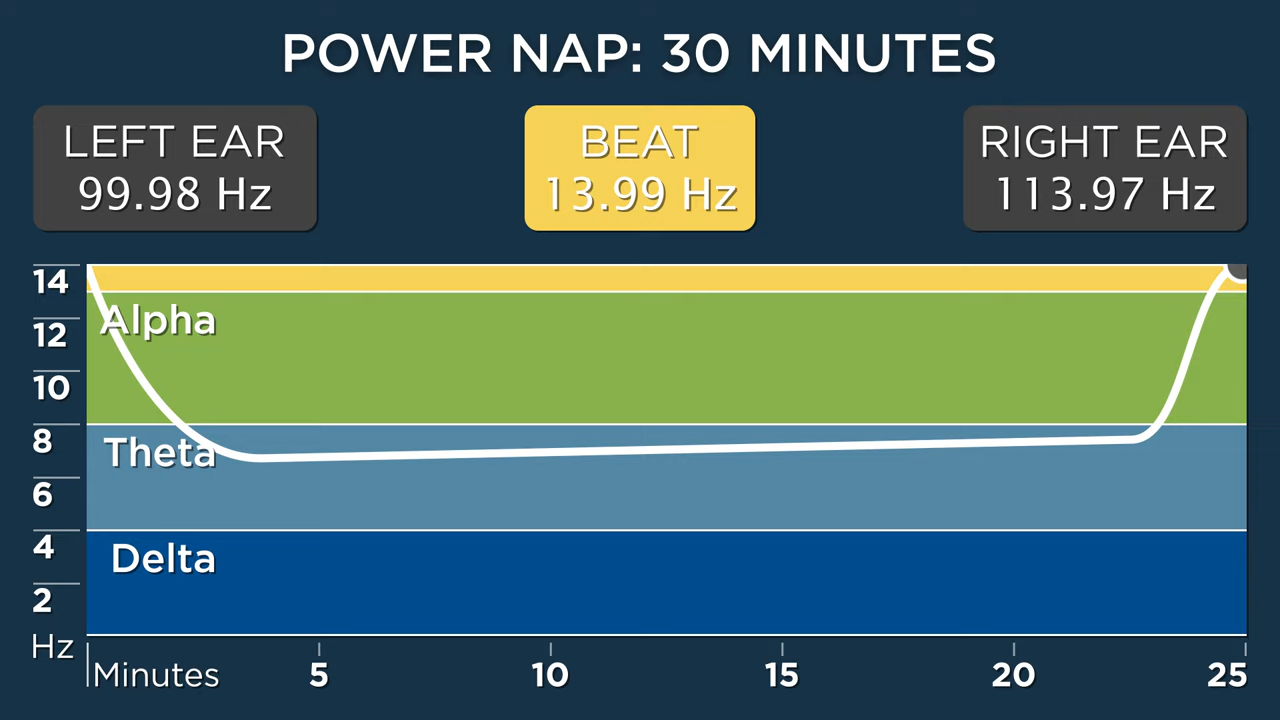 POWER NAP: 30 MINUTES
LEFT EAR
99.98 Hz
BEAT
13.99 Hz
RIGHT EAR
113.97 Hz
14
Alpha
12
10
8
Theta
6
4
Delta
2
Hz
Minutes 5 10 15 20 25